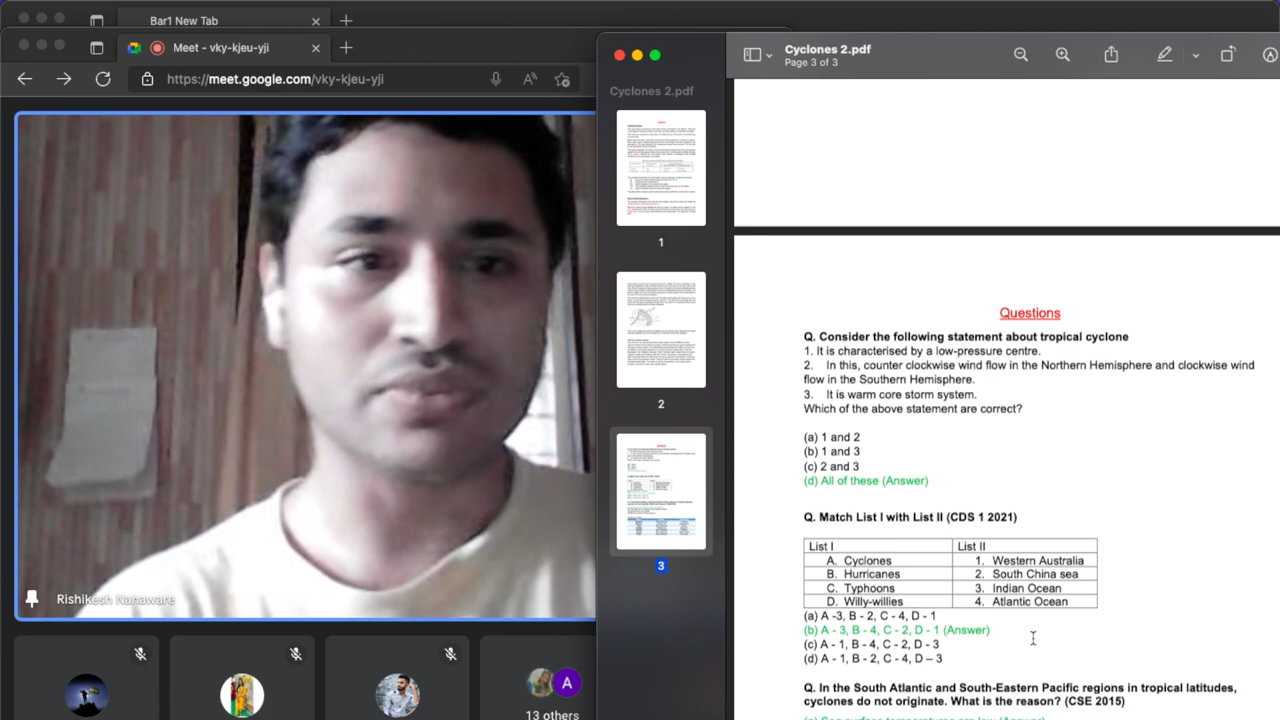 Bar1 New Tab
Meet - vky-kjeu-yji
https://meet.google.com/vky-kjeu-yji
Rishikesh Nanaware
A
13 others
Cyclones 2.pdf
Page 3 of 3
Cyclones 2.pdf
1
2
3
Questions
Q. Consider the following statement about tropical cyclone
1. It is characterised by a low-pressure centre.
2. In this, counter clockwise wind flow in the Northern Hemisphere and clockwise wind
flow in the Southern Hemisphere.
3. It is warm core storm system.
Which of the above statement are correct?
(a) 1 and 2
(b) 1 and 3
(c) 2 and 3
(d) All of these (Answer)
Q. Match List I with List II (CDS 1 2021)
List I List II
A. Cyclones 1. Western Australia
B. Hurricanes 2. South China sea
C. Typhoons 3. Indian Ocean
D. Willy-willies 4. Atlantic Ocean
(a) A -3, B - 2, C - 4, D - 1
(b) A - 3, B - 4, C - 2, D - 1 (Answer)
(c) A - 1, B - 4, C - 2, D - 3
(d) A - 1, B - 2, C - 4, D – 3
Q. In the South Atlantic and South-Eastern Pacific regions in tropical latitudes,
cyclones do not originate. What is the reason? (CSE 2015)
(a) Sea surface temperatures are low (Answer)